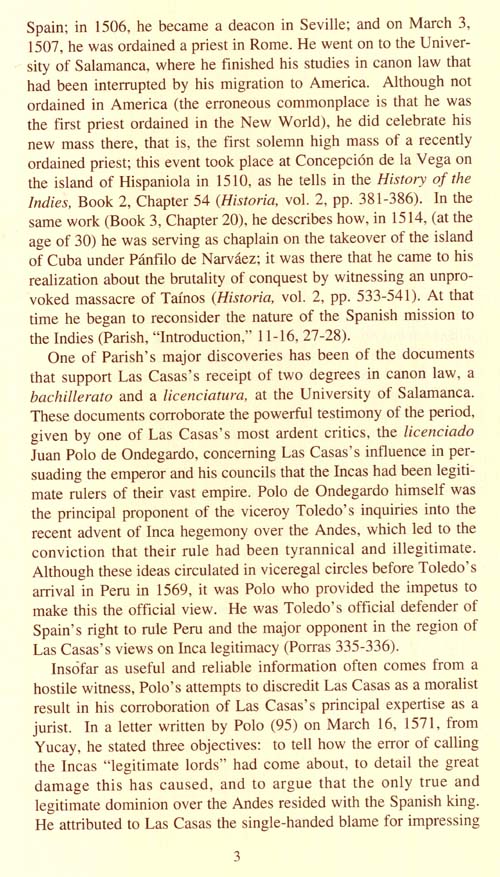 Spain; in 1506, he became a deacon in Seville; and on March 3,
1507, he was ordained a priest in Rome. He went on to the Univer-
sity of Salamanca, where he finished his studies in canon law that
had been interrupted by his migration to America. Although not
ordained in America (the erroneous commonplace is that he was
the first priest ordained in the New World), he did celebrate his
new mass there, that is, the first solemn high mass of a recently
ordained priest; this event took place at Concepción de la Vega on
the island of Hispaniola in 1510, as he tells in the History of the
Indies, Book 2, Chapter 54 (Historia, vol. 2, pp. 381-386). In the
same work (Book 3, Chapter 20), he describes how, in 1514, (at the
age of 30) he was serving as chaplain on the takeover of the island
of Cuba under Pánfilo de Narváez; it was there that he came to his
realization about the brutality of conquest by witnessing an unpro-
voked massacre of Taínos (Historia, vol. 2, pp. 533-541). At that
time he began to reconsider the nature of the Spanish mission to
the Indies (Parish, “Introduction,” 11-16, 27-28).
One of Parish’s major discoveries has been of the documents
that support Las Casas’s receipt of two degrees in canon law, a
bachillerato and a licenciatura, at the University of Salamanca.
These documents corroborate the powerful testimony of the period,
given by one of Las Casas’s most ardent critics, the licenciado
Juan Polo de Ondegardo, concerning Las Casas’s influence in per-
suading the emperor and his councils that the Incas had been legiti-
mate rulers of their vast empire. Polo de Ondegardo himself was
the principal proponent of the viceroy Toledo’s inquiries into the
recent advent of Inca hegemony over the Andes, which led to the
conviction that their rule had been tyrannical and illegitimate.
Although these ideas circulated in viceregal circles before Toledo’s
arrival in Peru in 1569, it was Polo who provided the impetus to
make this the official view. He was Toledo’s official defender of
Spain’s right to rule Peru and the major opponent in the region of
Las Casas’s views on Inca legitimacy (Porras 335-336).
Insofar as useful and reliable information often comes from a
hostile witness, Polo’s attempts to discredit Las Casas as a moralist
result in his corroboration of Las Casas’s principal expertise as a
jurist. In a letter written by Polo (95) on March 16, 1571, from
Yucay, he stated three objectives: to tell how the error of calling
the Incas “legitimate lords” had come about, to detail the great
damage this has caused, and to argue that the only true and
legitimate dominion over the Andes resided with the Spanish king.
He attributed to Las Casas the single-handed blame for impressing
3